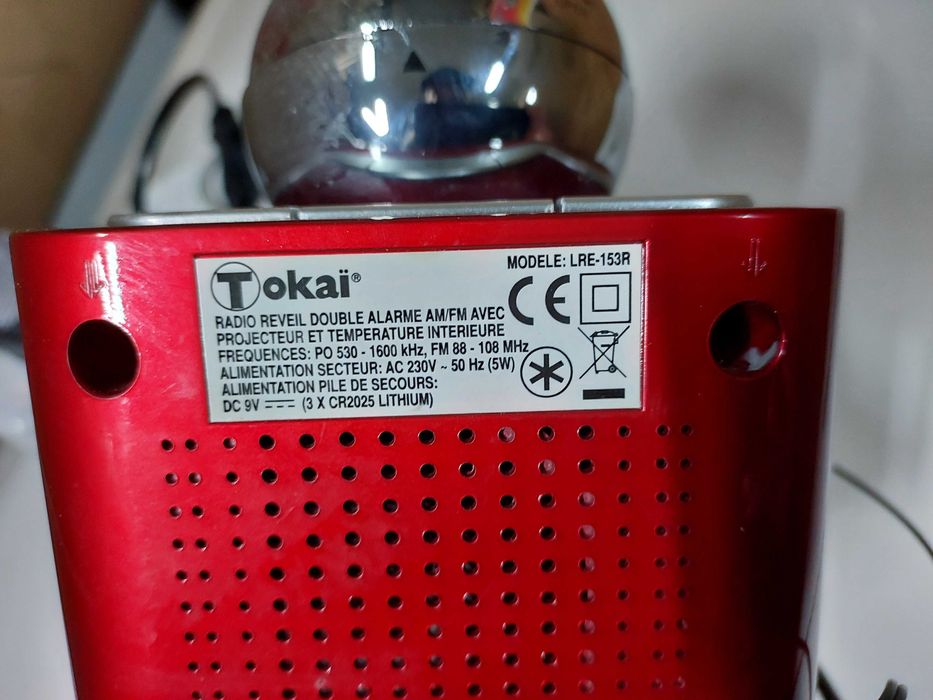 Tokaï®
MODELE: LRE-153R
RADIO REVEIL DOUBLE ALARME AM/FM AVEC
PROJECTEUR ET TEMPERATURE INTERIEURE
FREQUENCES: PO 530 - 1600 kHz, FM 88 - 108 MHz
ALIMENTATION SECTEUR: AC 230V ~ 50 Hz (5W)
ALIMENTATION PILE DE SECOURS:
DC 9V ⎓ (3 X CR2025 LITHIUM)
CE